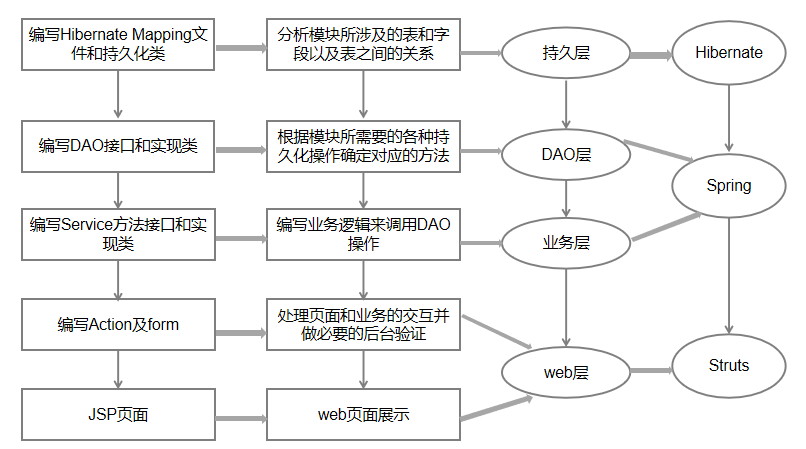 编写Hibernate Mapping文
件和持久化类
分析模块所涉及的表和字
段以及表之间的关系
持久层
Hibernate
编写DAO接口和实现类
根据模块所需要的各种持
久化操作确定对应的方法
DAO层
Spring
编写Service方法接口和实
现类
编写业务逻辑来调用DAO
操作
业务层
编写Action及form
处理页面和业务的交互并
做必要的后台验证
web层
Struts
JSP页面
web页面展示